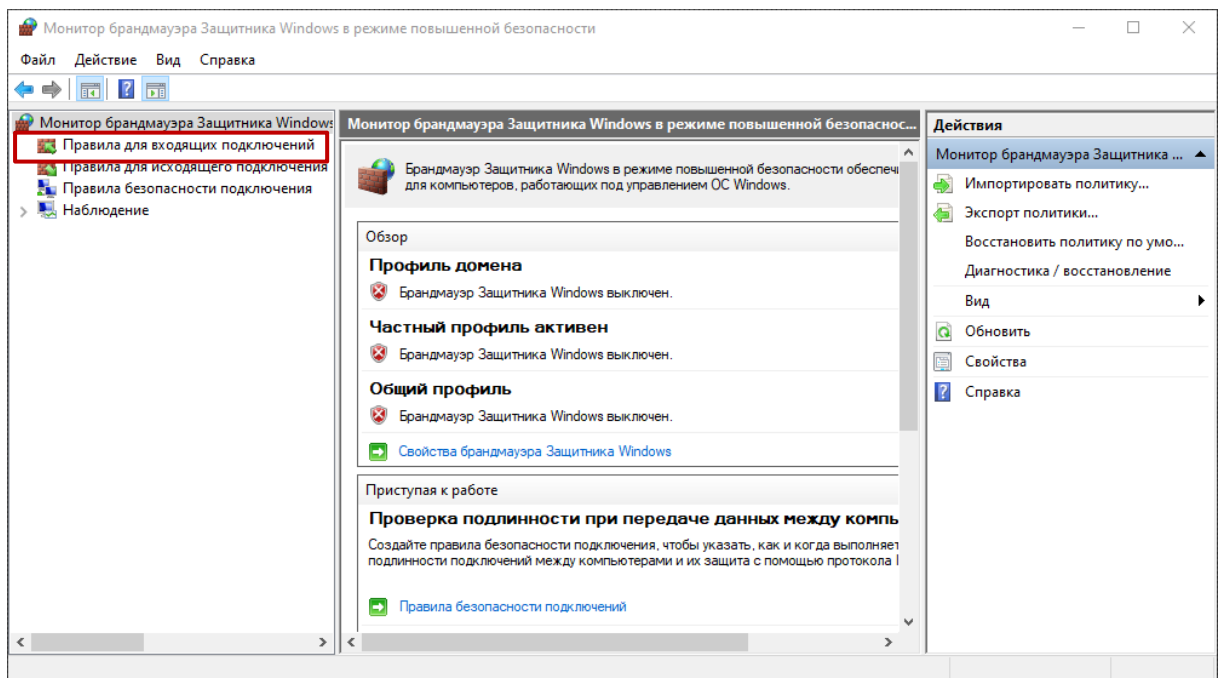 Монитор брандмауэра Защитника Windows в режиме повышенной безопасности
Файл Действие Вид Справка
Монитор брандмауэра Защитника Windows
Правила для входящих подключений
Правила для исходящего подключения
Правила безопасности подключения
Наблюдение
Монитор брандмауэра Защитника Windows в режиме повышенной безопаснос...
Брандмауэр Защитника Windows в режиме повышенной безопасности обеспечи
для компьютеров, работающих под управлением ОС Windows.
Обзор
Профиль домена
Брандмауэр Защитника Windows выключен.
Частный профиль активен
Брандмауэр Защитника Windows выключен.
Общий профиль
Брандмауэр Защитника Windows выключен.
Свойства брандмауэра Защитника Windows
Приступая к работе
Проверка подлинности при передаче данных между компь
Создайте правила безопасности подключения, чтобы указать, как и когда выполняет
подлинности подключений между компьютерами и их защита с помощью протокола I
Правила безопасности подключений
Действия
Монитор брандмауэра Защитника ...
Импортировать политику...
Экспорт политики...
Восстановить политику по умо...
Диагностика / восстановление
Вид
Обновить
Свойства
Справка